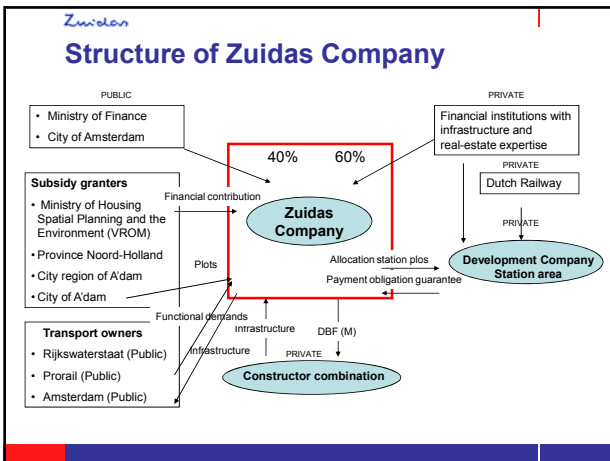 Zuidas
Structure of Zuidas Company
PUBLIC
• Ministry of Finance
• City of Amsterdam
PRIVATE
Financial institutions with
infrastructure and
real-estate expertise
40%
60%
PRIVATE
Dutch Railway
Subsidy granters
• Ministry of Housing
Spatial Planning and the
Environment (VROM)
• Province Noord-Holland
• City region of A'dam
• City of A'dam
Financial contribution
Zuidas
Company
PRIVATE
Development Company
Station area
Plots
Allocation station plos
Payment obligation guarantee
Functional demands
Infrastructure
Infrastructure
DBF (M)
Transport owners
• Rijkswaterstaat (Public)
• Prorail (Public)
• Amsterdam (Public)
PRIVATE
Constructor combination